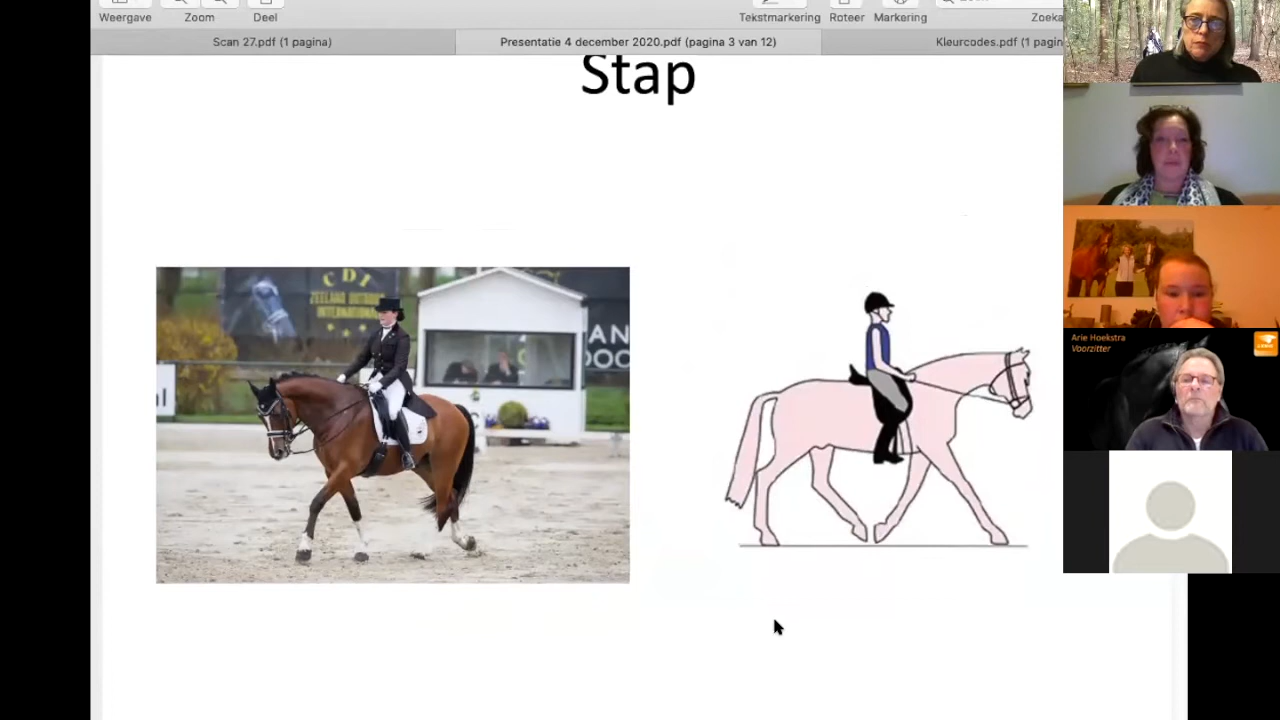 Weergave
Zoom
Deel
Tekstmarkering
Roteer
Markering
Scan 27.pdf (1 pagina)
Presentatie 4 december 2020.pdf (pagina 3 van 12)
Kleurcodes.pdf (1 pagin
Stap
CDI
ZEELAND OUTDOOR
INTERNATIONAL
Arie Hoekstra
Voorzitter